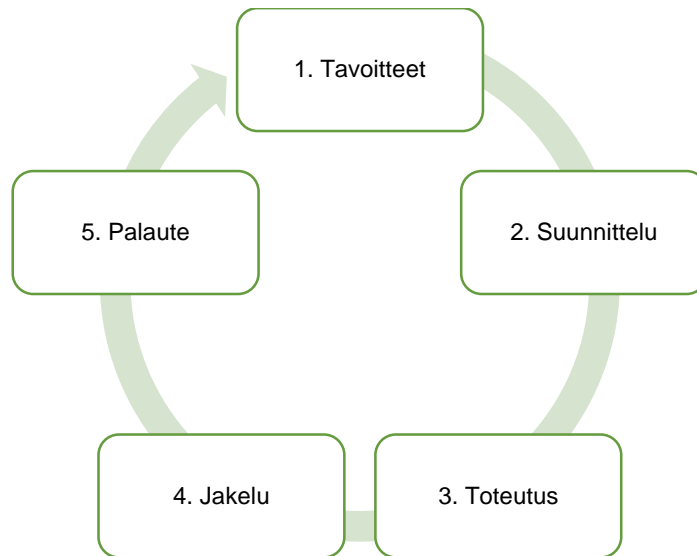 1. Tavoitteet
2. Suunnittelu
3. Toteutus
4. Jakelu
5. Palaute